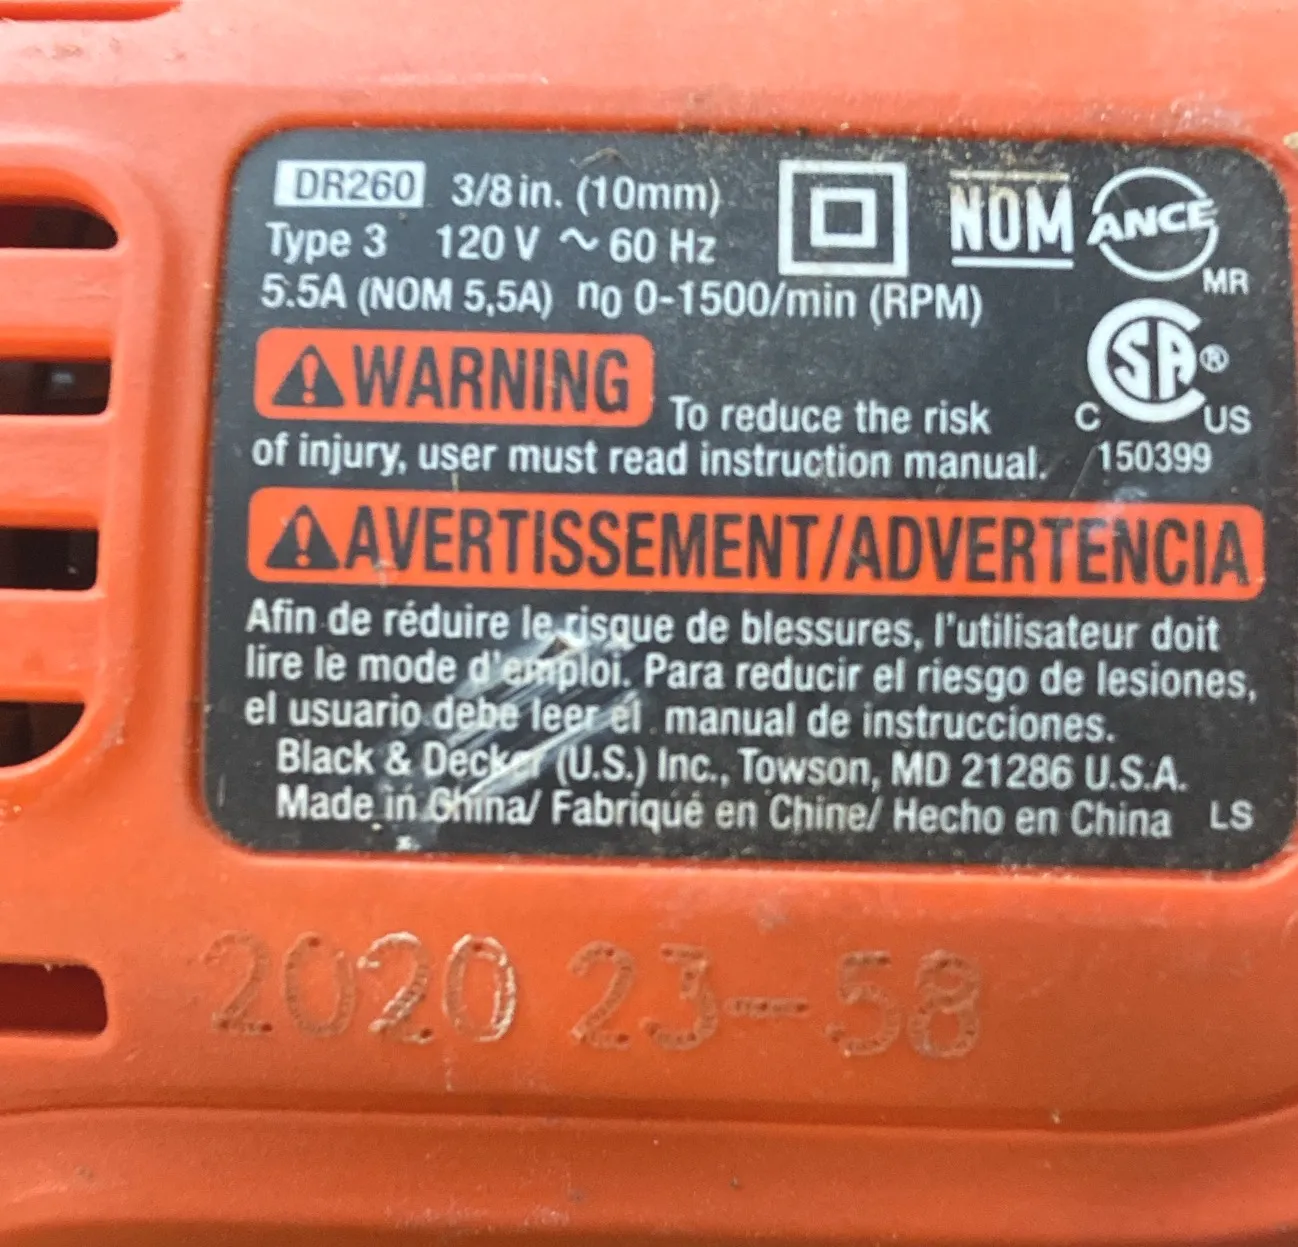 DR260 3/8 in. (10mm)
Type 3 120 V ~ 60 Hz
5.5A (NOM 5,5A) no 0-1500/min (RPM)
NOM ANCE
MR
SA ®
C US
150399
WARNING To reduce the risk
of injury, user must read instruction manual.
AVERTISSEMENT/ADVERTENCIA
Afin de réduire le risque de blessures, l'utilisateur doit
lire le mode d'emploi. Para reducir el riesgo de lesiones,
el usuario debe leer el manual de instrucciones.
Black & Decker (U.S.) Inc., Towson, MD 21286 U.S.A.
Made in China/ Fabriqué en Chine/ Hecho en China LS
2020 23-58